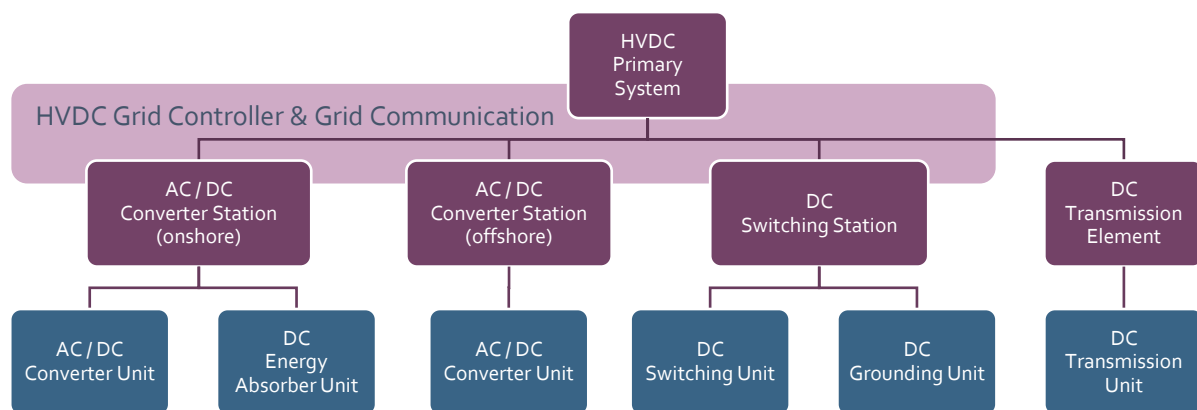 HVDC
Primary
System
HVDC Grid Controller & Grid Communication
AC / DC
Converter Station
(onshore)
AC / DC
Converter Station
(offshore)
DC
Switching Station
DC
Transmission
Element
AC / DC
Converter Unit
DC
Energy
Absorber Unit
AC / DC
Converter Unit
DC
Switching Unit
DC
Grounding Unit
DC
Transmission
Unit